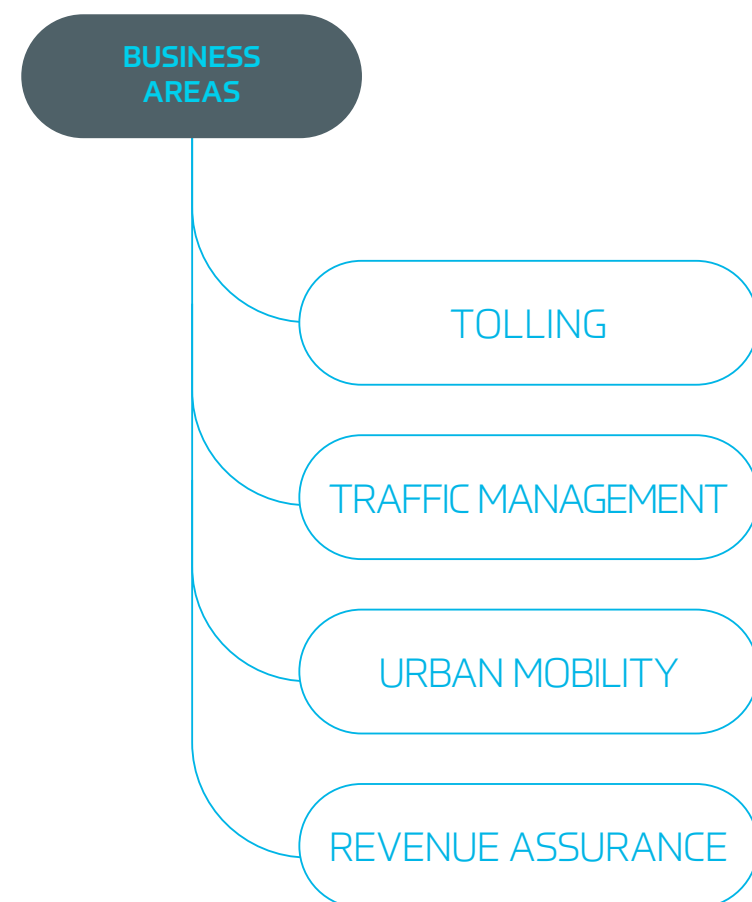 BUSINESS
AREAS
TOLLING
TRAFFIC MANAGEMENT
URBAN MOBILITY
REVENUE ASSURANCE